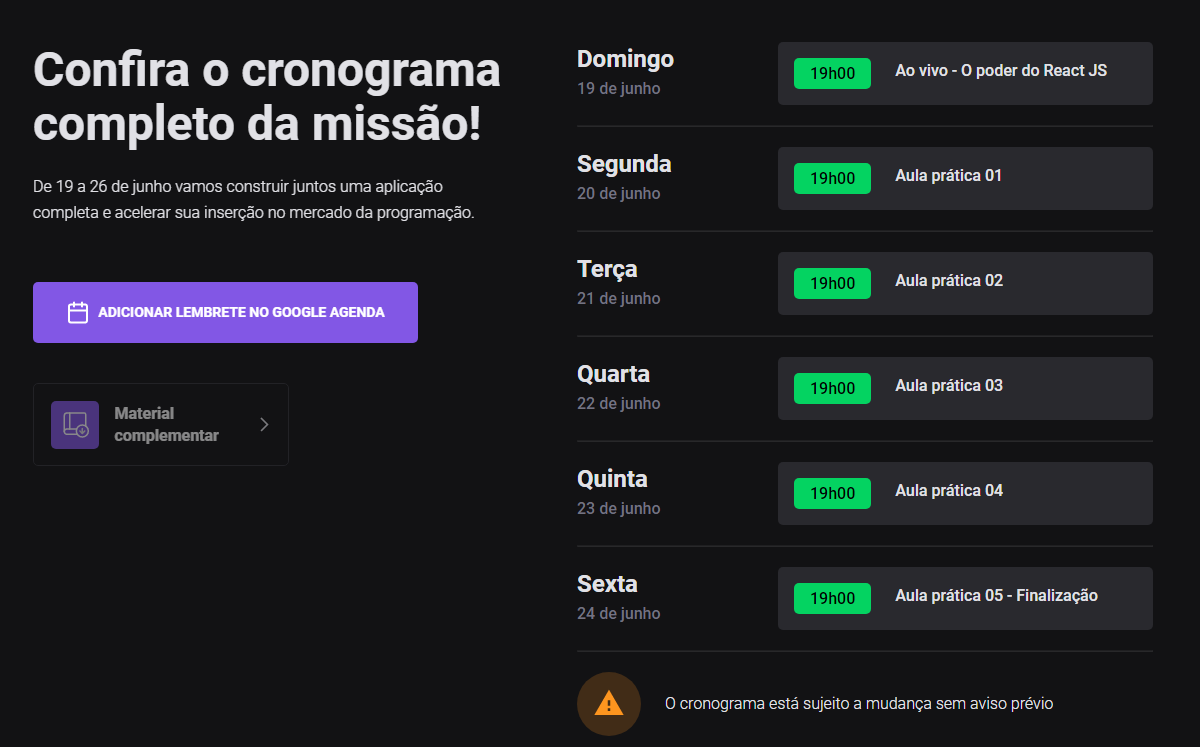 Confira o cronograma
completo da missão!
De 19 a 26 de junho vamos construir juntos uma aplicação
completa e acelerar sua inserção no mercado da programação.
ADICIONAR LEMBRETE NO GOOGLE AGENDA
Material
complementar
Domingo
19 de junho
19h00
Ao vivo - O poder do React JS
Segunda
20 de junho
19h00
Aula prática 01
Terça
21 de junho
19h00
Aula prática 02
Quarta
22 de junho
19h00
Aula prática 03
Quinta
23 de junho
19h00
Aula prática 04
Sexta
24 de junho
19h00
Aula prática 05 - Finalização
O cronograma está sujeito a mudança sem aviso prévio